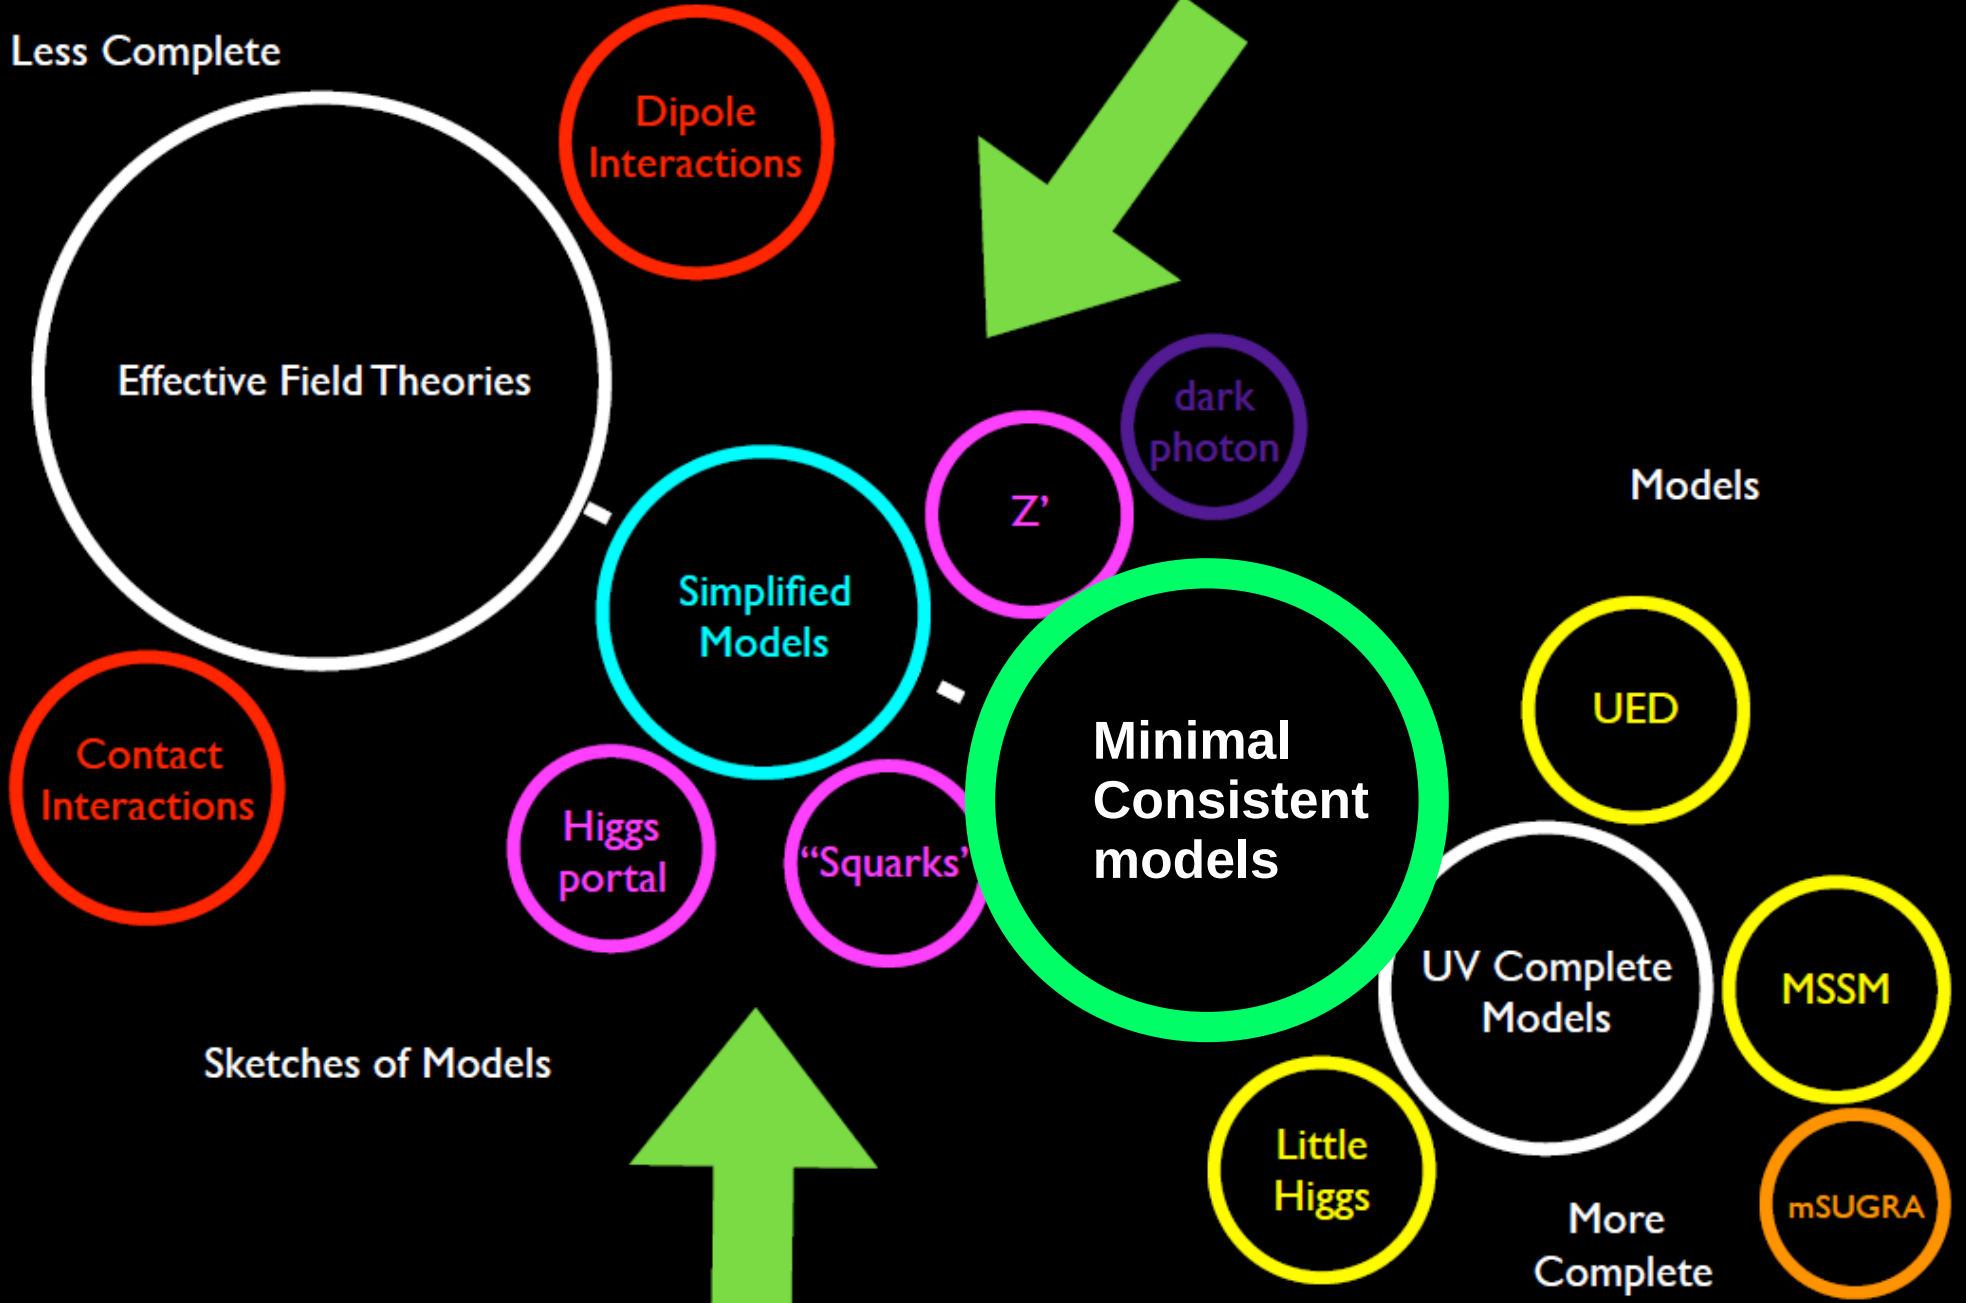 Less Complete
Dipole
Interactions
Effective Field Theories
dark
photon
Z’
Models
Simplified
Models
UED
Minimal
Consistent
models
Contact
Interactions
Higgs
portal
“Squarks’
UV Complete
Models
MSSM
Sketches of Models
Little
Higgs
mSUGRA
More
Complete